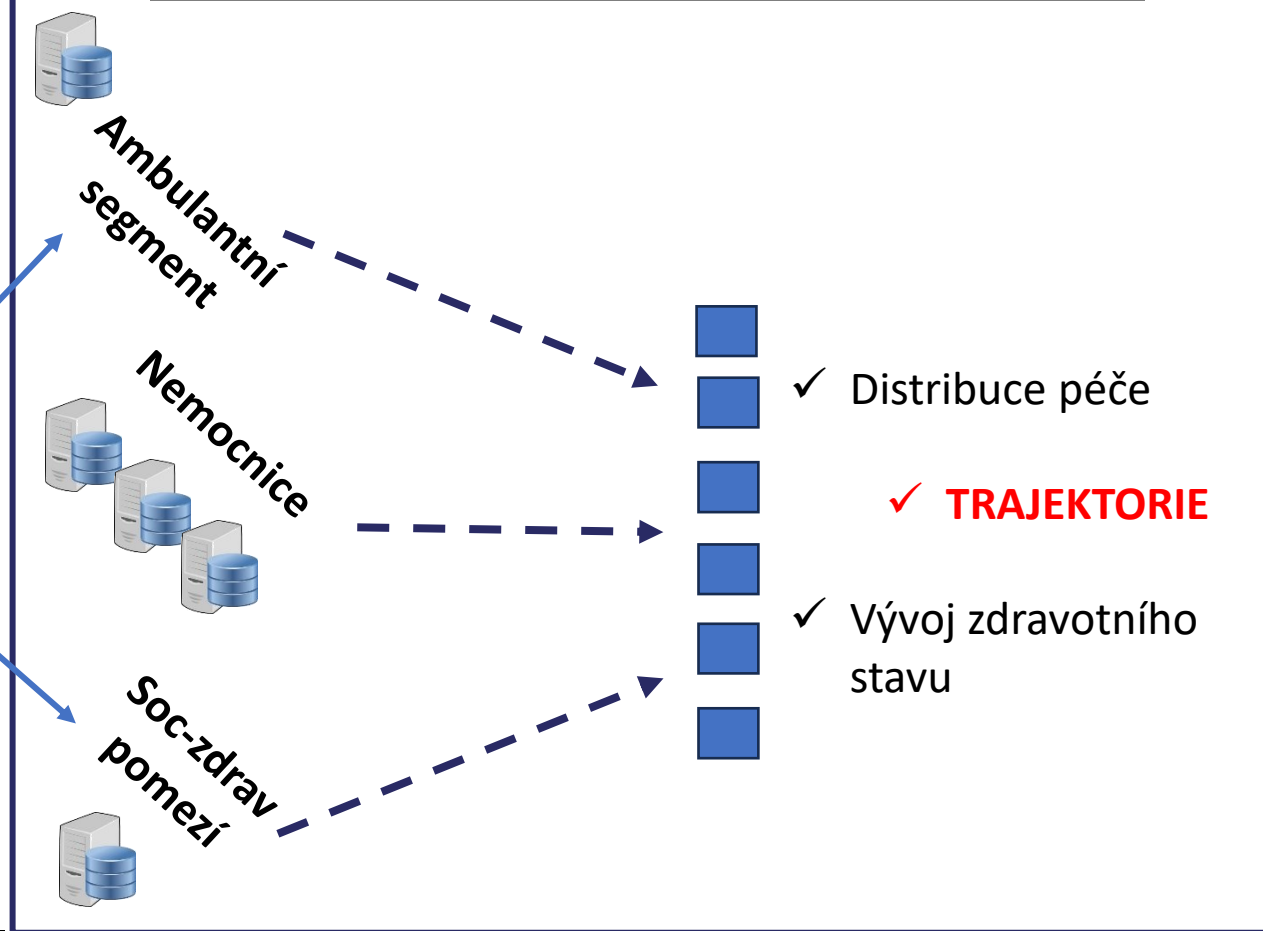 Ambulantní
segment
Nemocnice
Soc-zdrav
pomezí
✓ Distribuce péče
✓ TRAJEKTORIE
✓ Vývoj zdravotního
stavu